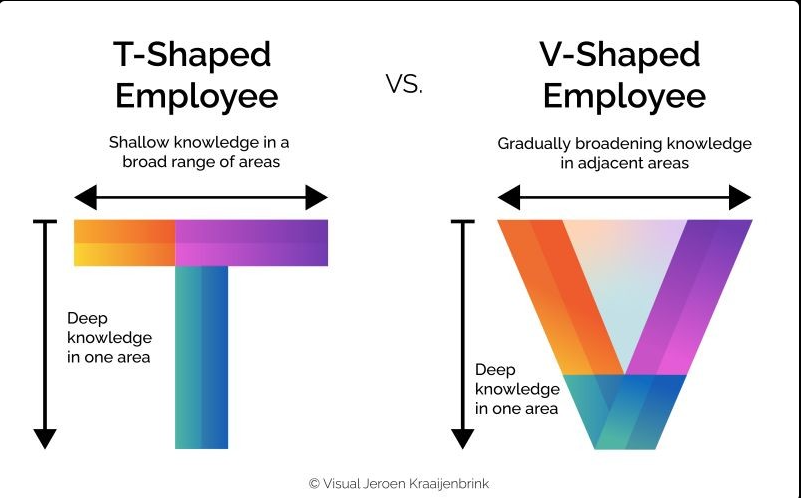 T-Shaped
Employee
VS.
V-Shaped
Employee
Shallow knowledge in a
broad range of areas
Gradually broadening knowledge
in adjacent areas
Deep
knowledge
in one area
Deep
knowledge
in one area
© Visual Jeroen Kraaijenbrink